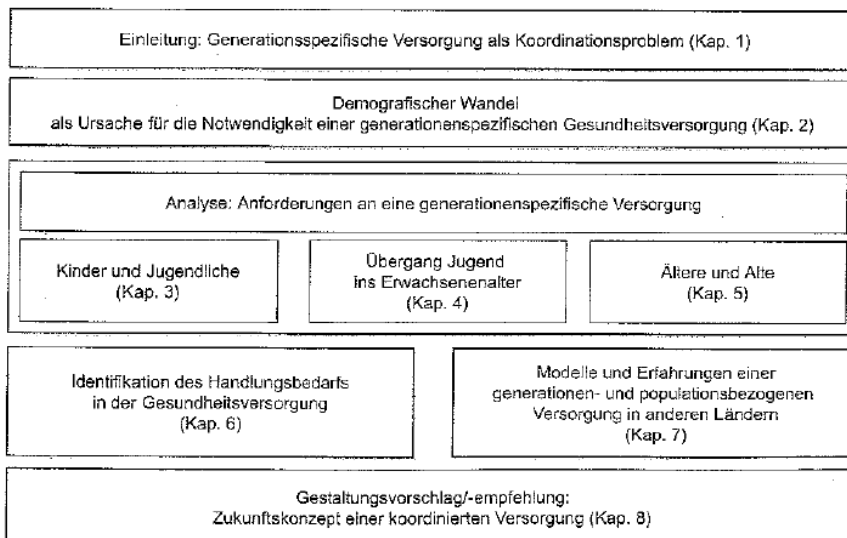 Einleitung: Generationsspezifische Versorgung als Koordinationsproblem (Kap. 1)
Demografischer Wandel
als Ursache für die Notwendigkeit einer generationenspezifischen Gesundheitsversorgung (Kap. 2)
Analyse: Anforderungen an eine generationenspezifische Versorgung
Kinder und Jugendliche
(Kap. 3)
Übergang Jugend
ins Erwachsenenalter
(Kap. 4)
Ältere und Alte
(Kap. 5)
Identifikation des Handlungsbedarfs
in der Gesundheitsversorgung
(Kap. 6)
Modelle und Erfahrungen einer
generationen- und populationsbezogenen
Versorgung in anderen Ländern
(Kap. 7)
Gestaltungsvorschlag/-empfehlung:
Zukunftskonzept einer koordinierten Versorgung (Kap. 8)